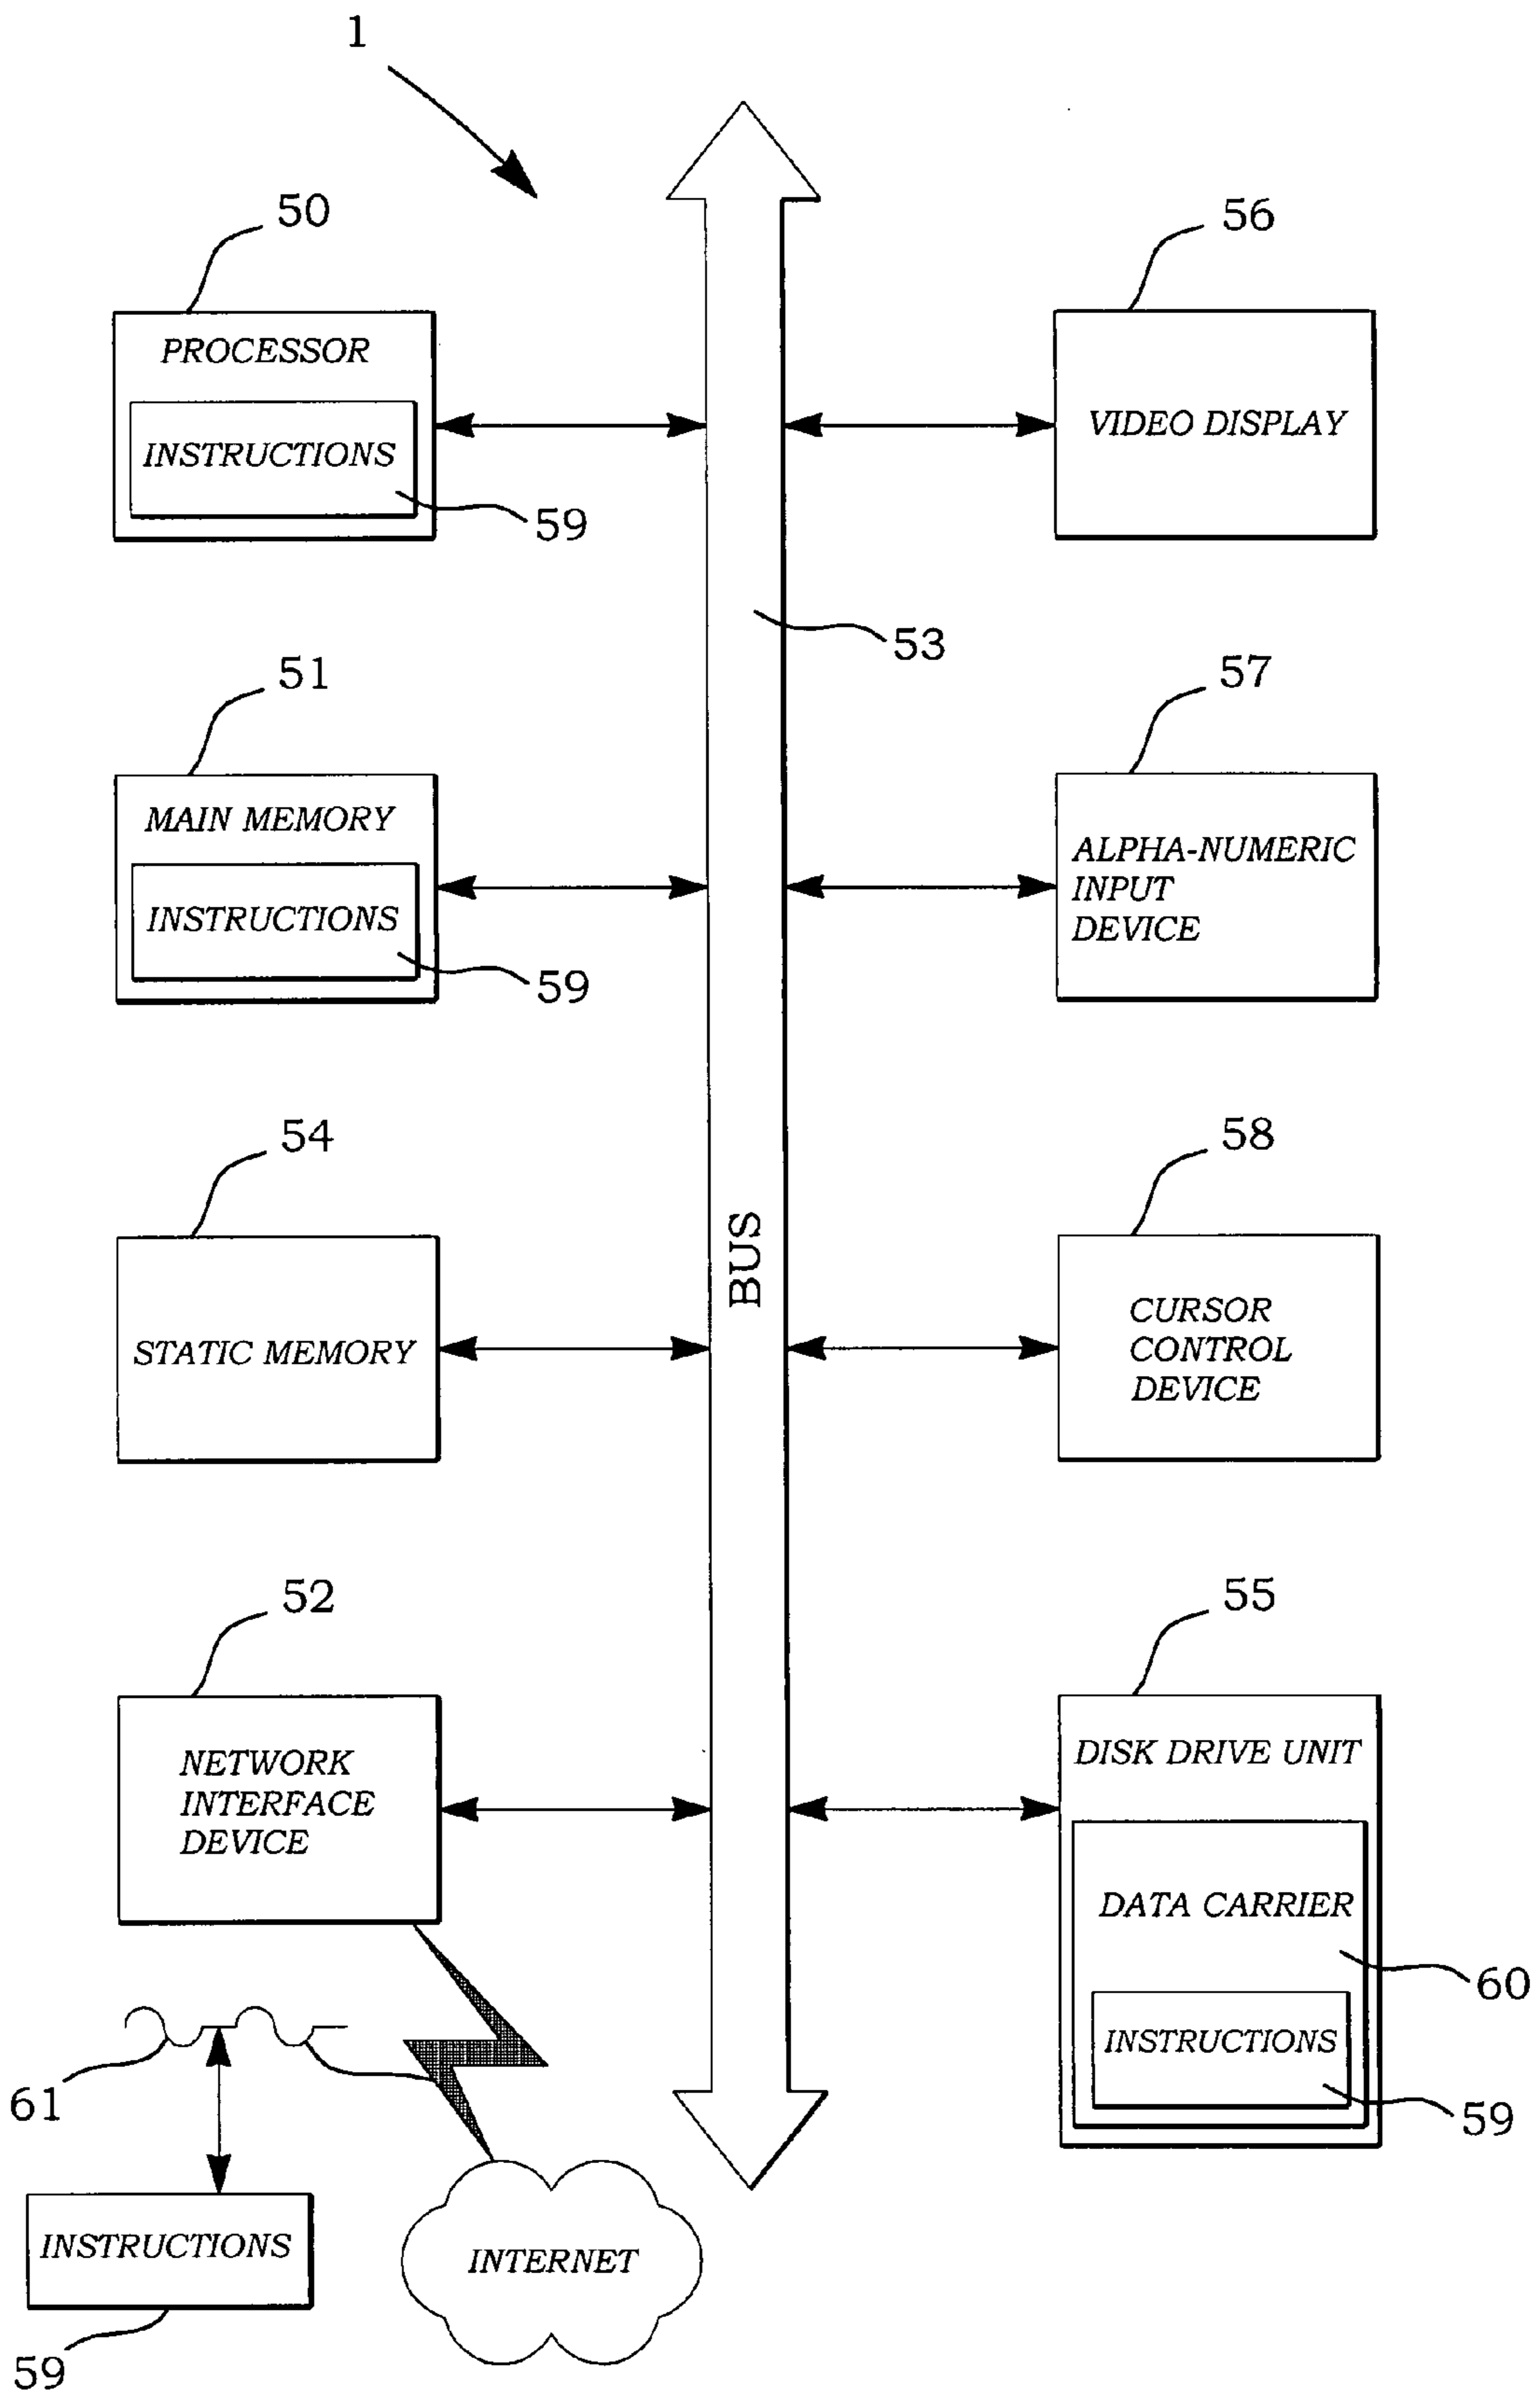 1
50
PROCESSOR
INSTRUCTIONS
59
56
VIDEO DISPLAY
53
51
MAIN MEMORY
INSTRUCTIONS
59
57
ALPHA-NUMERIC
INPUT
DEVICE
54
STATIC MEMORY
BUS
58
CURSOR
CONTROL
DEVICE
52
NETWORK
INTERFACE
DEVICE
55
DISK DRIVE UNIT
DATA CARRIER
60
INSTRUCTIONS
59
61
INSTRUCTIONS
59
INTERNET